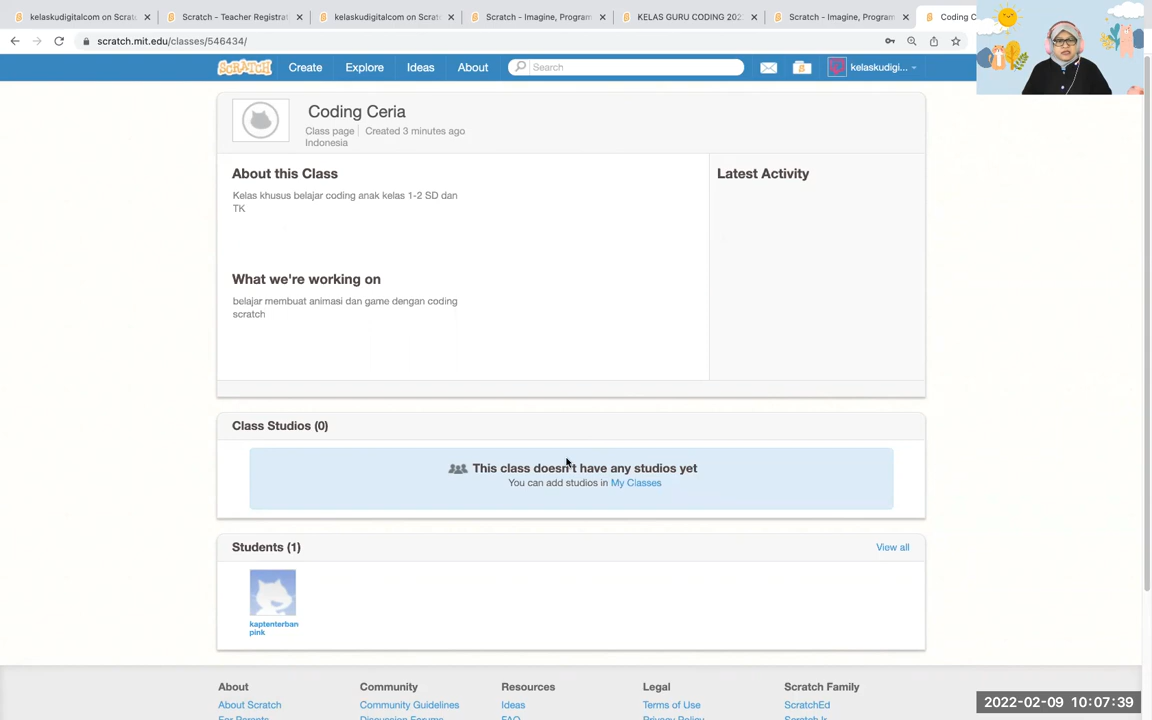 kelaskudigitalcom on Scratc
Scratch - Teacher Registrat
kelaskudigitalcom on Scratc
Scratch - Imagine, Program
KELAS GURU CODING 202
Scratch - Imagine, Program
Coding C
scratch.mit.edu/classes/546434/
SCRATCH Create Explore Ideas About Search kelaskudigi...
Coding Ceria
Class page | Created 3 minutes ago
Indonesia
About this Class
Latest Activity
Kelas khusus belajar coding anak kelas 1-2 SD dan
TK
What we're working on
belajar membuat animasi dan game dengan coding
scratch
Class Studios (0)
This class doesn't have any studios yet
You can add studios in My Classes
Students (1)
View all
kaptenterban
pink
About Community Resources Legal Scratch Family
About Scratch Community Guidelines Ideas Terms of Use ScratchEd
For Parents Discussion Forums FAQ Privacy Policy Scratch Jr
2022-02-09 10:07:39